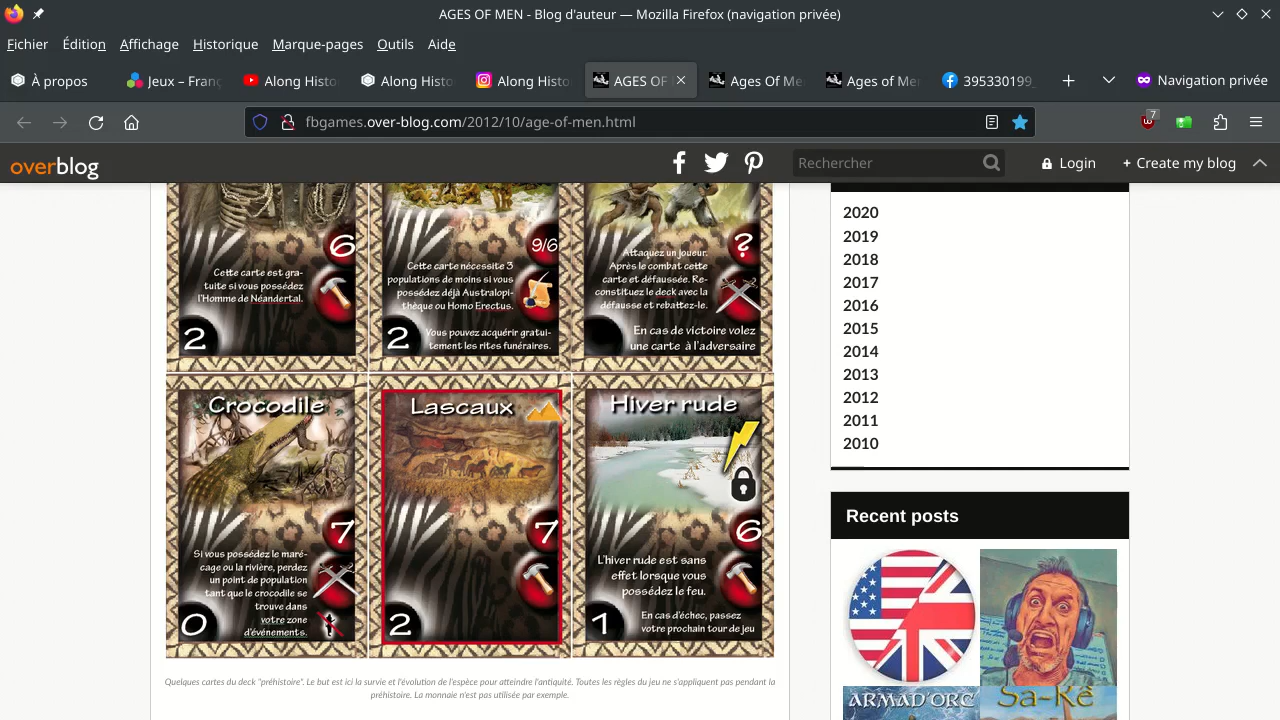 AGES OF MEN - Blog d'auteur — Mozilla Firefox (navigation privée)
Fichier Édition Affichage Historique Marque-pages Outils Aide
À propos Jeux – Fran Along Histo Along Histo Along Histo AGES OF Ages Of Me Ages of Me 395330199_ Navigation privée
fbgames.over-blog.com/2012/10/age-of-men.html 7
overblog Rechercher Login + Create my blog
6
Cette carte est gra-
tuite si vous possédez
l'Homme de Néandertal.
2
9/6
Cette carte nécessite 3
populations de moins si vous
possédez déjà Australopi-
thèque ou Homo Erectus.
2
Vous pouvez acquérir gratui-
tement les rites funéraires.
?
Attaquez un joueur.
Après le combat cette
carte et défaussée. Re-
constituez le deck avec la
défausse et rebattez-le.
En cas de victoire volez
une carte à l'adversaire
Crocodile
7
Si vous possédez le maré-
cage ou la rivière, perdez
un point de population
tant que le crocodile se
trouve dans
votre zone
d'événements.
0
Lascaux
7
2
Hiver rude
6
L'hiver rude est sans
effet lorsque vous
possédez le feu.
1
En cas d'échec, passez
votre prochain tour de jeu
Quelques cartes du deck "préhistoire". Le but est ici la survie et l'évolution de l'espèce pour atteindre l'antiquité. Toutes les règles du jeu ne s'appliquent pas pendant la
préhistoire. La monnaie n'est pas utilisée par exemple.
2020
2019
2018
2017
2016
2015
2014
2013
2012
2011
2010
Recent posts
ARMAD'ORC
Sa-Kê